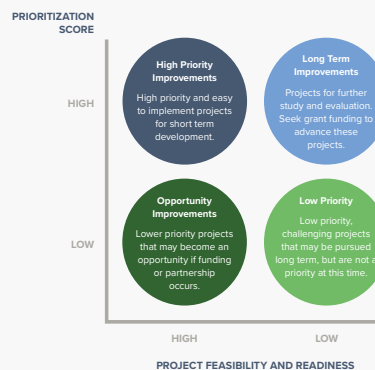 PRIORITIZATION
SCORE
HIGH
High Priority
Improvements
High priority and easy
to implement projects
for short term
development.
Long Term
Improvements
Projects for further
study and evaluation.
Seek grant funding to
advance these
projects.
LOW
Opportunity
Improvements
Lower priority projects
that may become an
opportunity if funding
or partnership
occurs.
Low Priority
Low priority,
challenging projects
that may be pursued
long term, but are not a
priority at this time.
HIGH
LOW
PROJECT FEASIBILITY AND READINESS